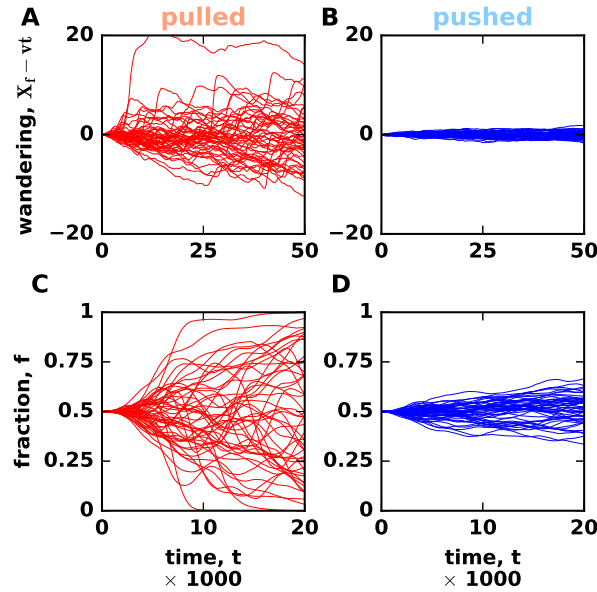 A pulled B pushed
wandering, Xf − vt
20 20
0 0
−20 −20
0 25 50 0 25 50
C D
fraction, f
1 1
0.75 0.75
0.5 0.5
0.25 0.25
0 0
0 10 20 0 10 20
time, t time, t
× 1000 × 1000